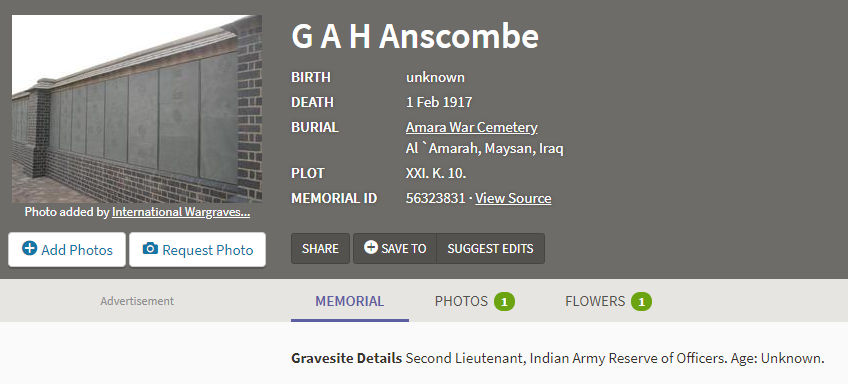 G A H Anscombe
BIRTH unknown
DEATH 1 Feb 1917
BURIAL Amara War Cemetery
Al `Amarah, Maysan, Iraq
PLOT XXI. K. 10.
MEMORIAL ID 56323831 · View Source
Photo added by International Wargraves...
Add Photos Request Photo
SHARE SAVE TO SUGGEST EDITS
Advertisement
MEMORIAL PHOTOS 1 FLOWERS 1
Gravesite Details Second Lieutenant, Indian Army Reserve of Officers. Age: Unknown.